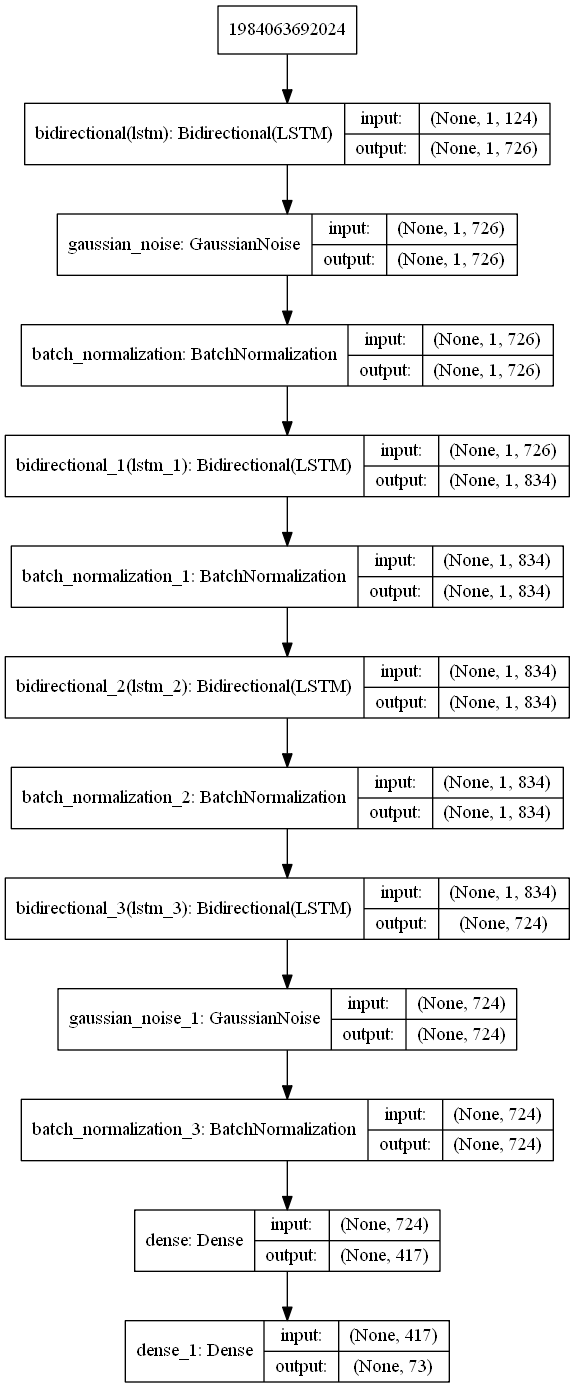 1984063692024
bidirectional(lstm): Bidirectional(LSTM)
input: (None, 1, 124)
output: (None, 1, 726)
gaussian_noise: GaussianNoise
input: (None, 1, 726)
output: (None, 1, 726)
batch_normalization: BatchNormalization
input: (None, 1, 726)
output: (None, 1, 726)
bidirectional_1(lstm_1): Bidirectional(LSTM)
input: (None, 1, 726)
output: (None, 1, 834)
batch_normalization_1: BatchNormalization
input: (None, 1, 834)
output: (None, 1, 834)
bidirectional_2(lstm_2): Bidirectional(LSTM)
input: (None, 1, 834)
output: (None, 1, 834)
batch_normalization_2: BatchNormalization
input: (None, 1, 834)
output: (None, 1, 834)
bidirectional_3(lstm_3): Bidirectional(LSTM)
input: (None, 1, 834)
output: (None, 724)
gaussian_noise_1: GaussianNoise
input: (None, 724)
output: (None, 724)
batch_normalization_3: BatchNormalization
input: (None, 724)
output: (None, 724)
dense: Dense
input: (None, 724)
output: (None, 417)
dense_1: Dense
input: (None, 417)
output: (None, 73)